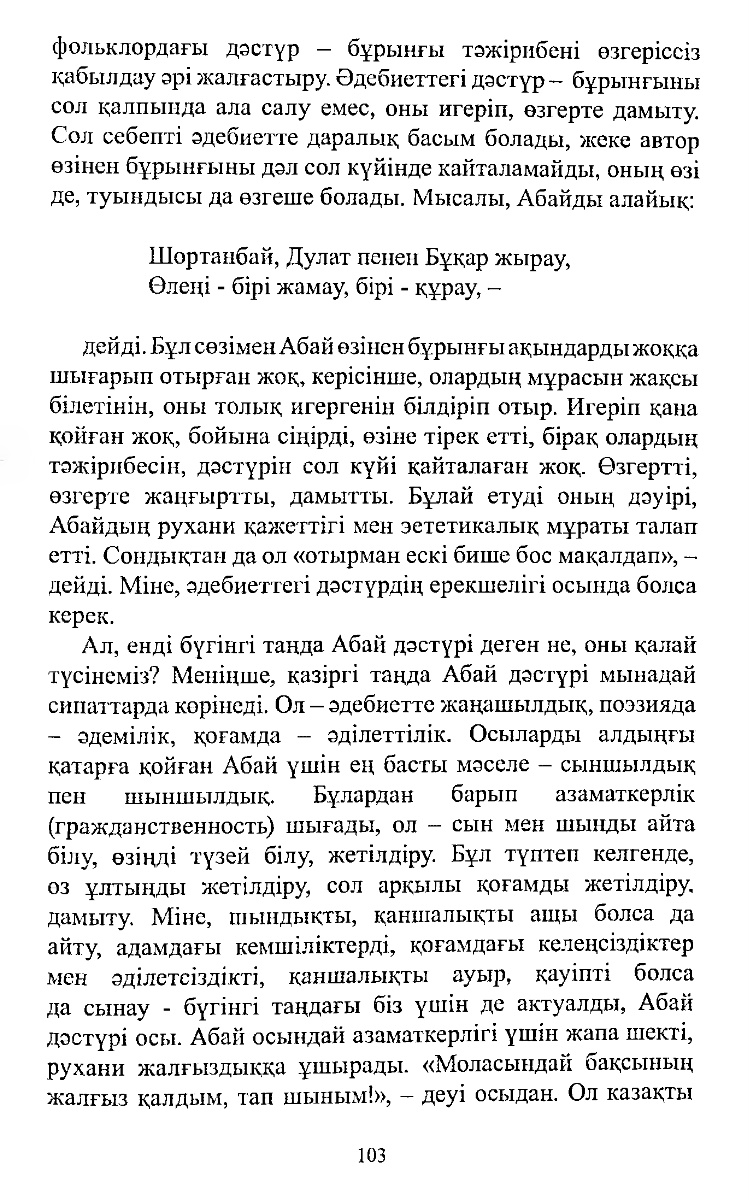 фольклордағы дәстүр – бұрынғы тәжірибені өзгеріссіз
қабылдау әрі жалғастыру. Әдебиеттегі дәстүр – бұрынғыны
сол қалпында ала салу емес, оны игеріп, өзгерте дамыту.
Сол себепті әдебиетте даралық басым болады, жеке автор
өзінен бұрынғыны дәл сол күйінде кайталамайды, оның өзі
де, туындысы да өзгеше болады. Мысалы, Абайды алайық:
Шортанбай, Дулат пенен Бұқар жырау,
Өлеңі - бірі жамау, бірі - құрау, –
дейді. Бұл сөзімен Абай өзінен бұрынғы ақындарды жоққа
шығарып отырған жоқ, керісінше, олардың мұрасын жақсы
білетінін, оны толық игергенін білдіріп отыр. Игеріп қана
қойған жоқ, бойына сіңірді, өзіне тірек етті, бірақ олардың
тәжірибесін, дәстүрін сол күйі қайталаған жоқ. Өзгертті,
өзгерте жаңғыртты, дамытты. Бұлай етуді оның дәуірі,
Абайдың рухани қажеттігі мен эететикалық мұраты талап
етті. Сондықтан да ол «отырман ескі бише бос мақалдап», –
дейді. Міне, әдебиеттегі дәстүрдің ерекшелігі осында болса
керек.
Ал, енді бүгінгі таңда Абай дәстүрі деген не, оны қалай
түсінеміз? Меніңше, қазіргі таңда Абай дәстүрі мынадай
сипаттарда көрінеді. Ол – әдебиетте жаңашылдық, поэзияда
– әдемілік, қоғамда – әділеттілік. Осыларды алдыңғы
қатарға қойған Абай үшін ең басты мәселе – сыншылдық
пен шыншылдық. Бұлардан барып азаматкерлік
(гражданственность) шығады, ол – сын мен шынды айта
білу, өзіңді түзей білу, жетілдіру. Бұл түптеп келгенде,
оз ұлтыңды жетілдіру, сол арқылы қоғамды жетілдіру,
дамыту. Міне, шындықты, қаншалықты ащы болса да
айту, адамдағы кемшіліктерді, қоғамдағы келеңсіздіктер
мен әділетсіздікті, қаншалықты ауыр, қауіпті болса
да сынау - бүгінгі таңдағы біз үшін де актуалды, Абай
дәстүрі осы. Абай осындай азаматкерлігі үшін жапа шекті,
рухани жалғыздыққа ұшырады. «Моласындай бақсының
жалғыз қалдым, тап шыным!», – деуі осыдан. Ол казақты
103